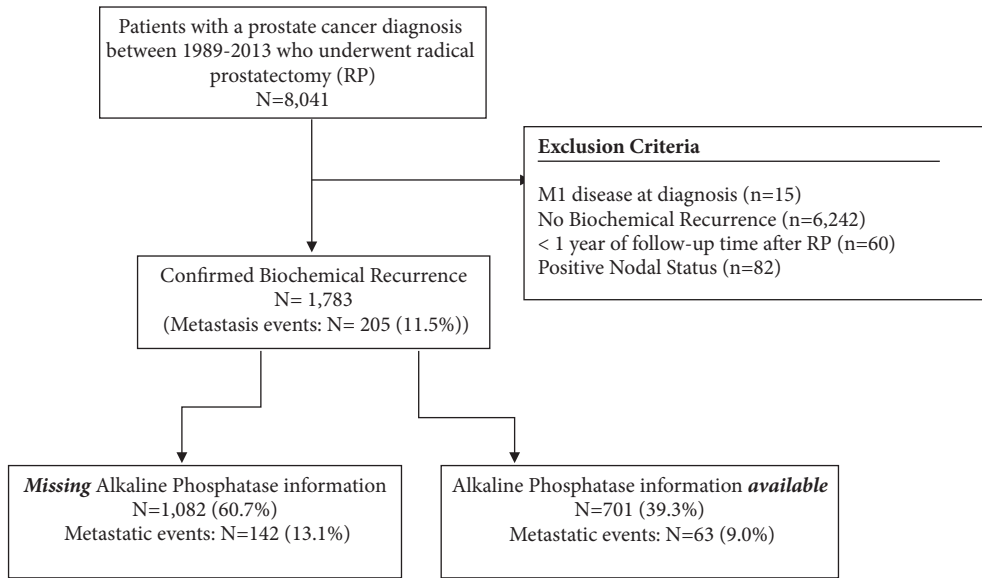 Patients with a prostate cancer diagnosis
between 1989-2013 who underwent radical
prostatectomy (RP)
N=8,041
Exclusion Criteria
M1 disease at diagnosis (n=15)
No Biochemical Recurrence (n=6,242)
< 1 year of follow-up time after RP (n=60)
Positive Nodal Status (n=82)
Confirmed Biochemical Recurrence
N= 1,783
(Metastasis events: N= 205 (11.5%))
Missing Alkaline Phosphatase information
N=1,082 (60.7%)
Metastatic events: N=142 (13.1%)
Alkaline Phosphatase information available
N=701 (39.3%)
Metastatic events: N=63 (9.0%)